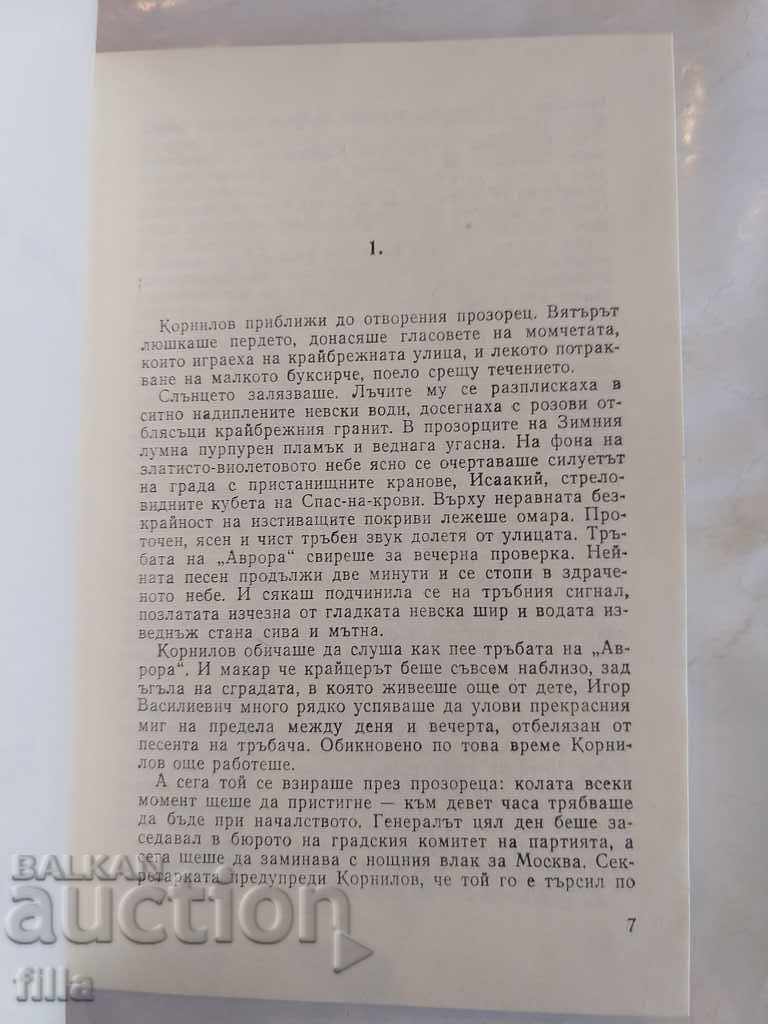 1.
Корнилов приближи до отворения прозорец. Вятърът
люшкаше пердето, донасяше гласовете на момчетата,
които играеха на крайбрежната улица, и лекото потрак-
ване на малкото буксирче, поело срещу течението.
Слънцето залязваше. Лъчите му се разплискаха в
ситно надиплените невски води, досегнаха с розови от-
блясъци крайбрежния гранит. В прозорците на Зимния
лумна пурпурен пламък и веднага угасна. На фона на
златисто-виолетовото небе ясно се очертаваше силуетът
на града с пристанищните кранове, Исаакий, стрело-
видните кубета на Спас-на-крови. Върху неравната без-
крайност на изстиващите покриви лежеше омара. Про-
точен, ясен и чист тръбен звук долетя от улицата. Тръ-
бата на „Аврора“ свиреше за вечерна проверка. Ней-
ната песен продължи две минути и се стопи в здраче-
ното небе. И сякаш подчинила се на тръбния сигнал,
позлатата изчезна от гладката невска шир и водата из-
веднъж стана сива и мътна.
Корнилов обичаше да слуша как пее тръбата на „Ав-
рора“. И макар че крайцерът беше съвсем наблизо, зад
ъгъла на сградата, в която живееше още от дете, Игор
Василиевич много рядко успяваше да улови прекрасния
миг на предела между деня и вечерта, отбелязан от
песента на тръбача. Обикновено по това време Корни-
лов още работеше.
А сега той се взираше през прозореца: колата всеки
момент щеше да пристигне — към девет часа трябваше
да бъде при началството. Генералът цял ден беше за-
седавал в бюрото на градския комитет на партията, а
сега щеше да заминава с нощния влак за Москва. Сек-
ретарката предупреди Корнилов, че той го е търсил по
7
BALKAN
auction
filla